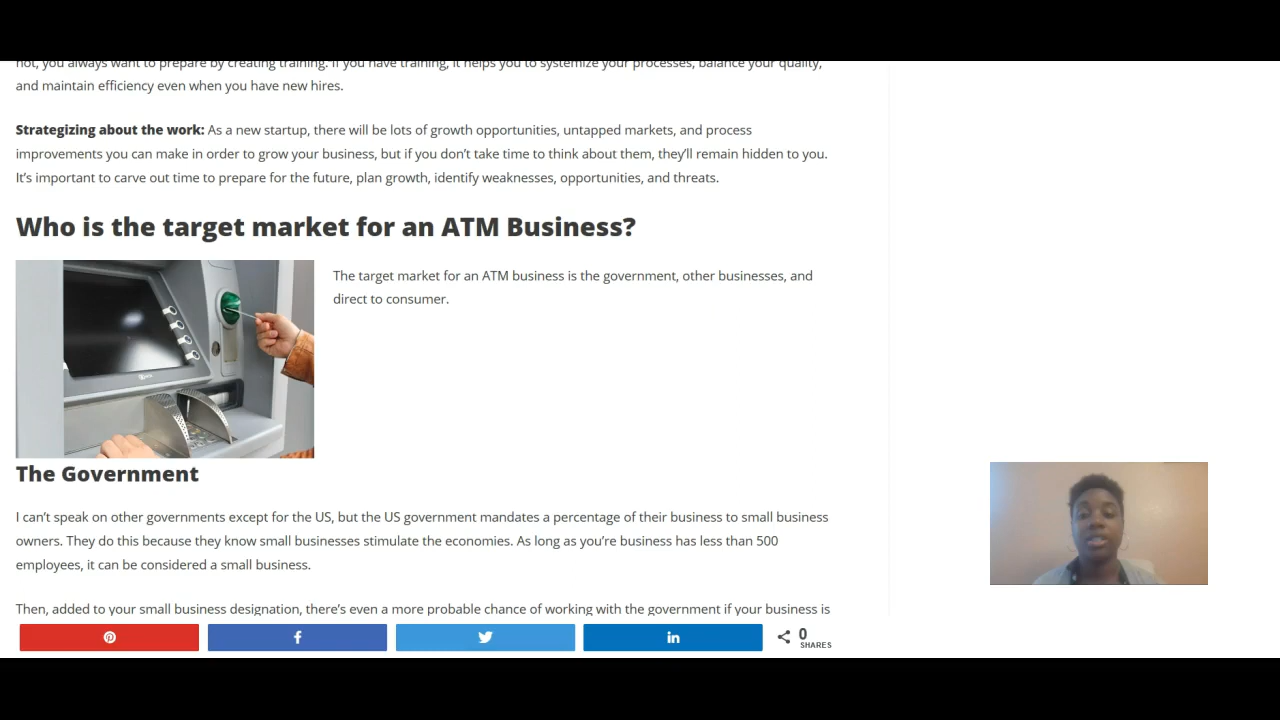 not, you always want to prepare by creating training. If you have training, it helps you to systemize your processes, balance your quality,
and maintain efficiency even when you have new hires.
Strategizing about the work: As a new startup, there will be lots of growth opportunities, untapped markets, and process
improvements you can make in order to grow your business, but if you don’t take time to think about them, they’ll remain hidden to you.
It’s important to carve out time to prepare for the future, plan growth, identify weaknesses, opportunities, and threats.
Who is the target market for an ATM Business?
The target market for an ATM business is the government, other businesses, and
direct to consumer.
The Government
I can’t speak on other governments except for the US, but the US government mandates a percentage of their business to small business
owners. They do this because they know small businesses stimulate the economies. As long as you’re business has less than 500
employees, it can be considered a small business.
Then, added to your small business designation, there’s even a more probable chance of working with the government if your business is
0
SHARES